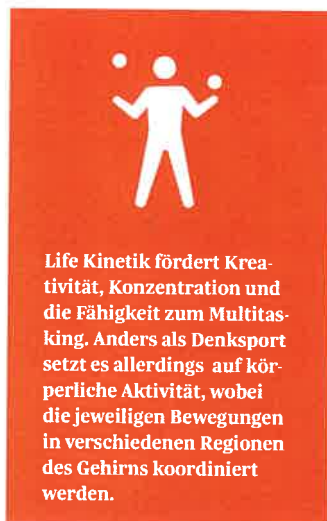 Life Kinetik fördert Krea-
tivität, Konzentration und
die Fähigkeit zum Multitas-
king. Anders als Denksport
setzt es allerdings auf kör-
perliche Aktivität, wobei
die jeweiligen Bewegungen
in verschiedenen Regionen
des Gehirns koordiniert
werden.